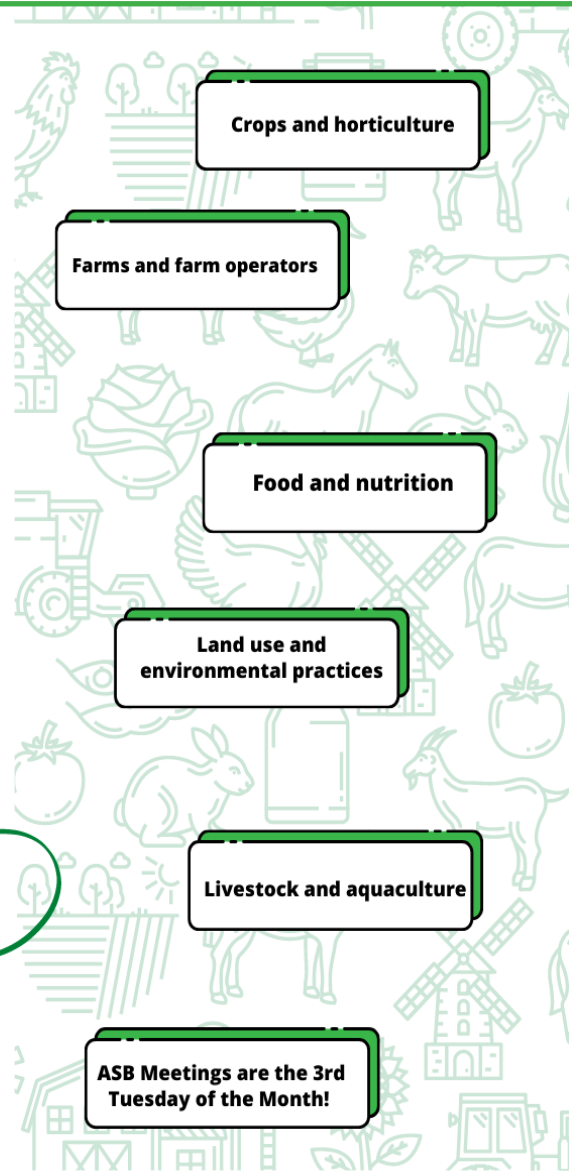 Crops and horticulture
Farms and farm operators
Food and nutrition
Land use and
environmental practices
Livestock and aquaculture
ASB Meetings are the 3rd
Tuesday of the Month!